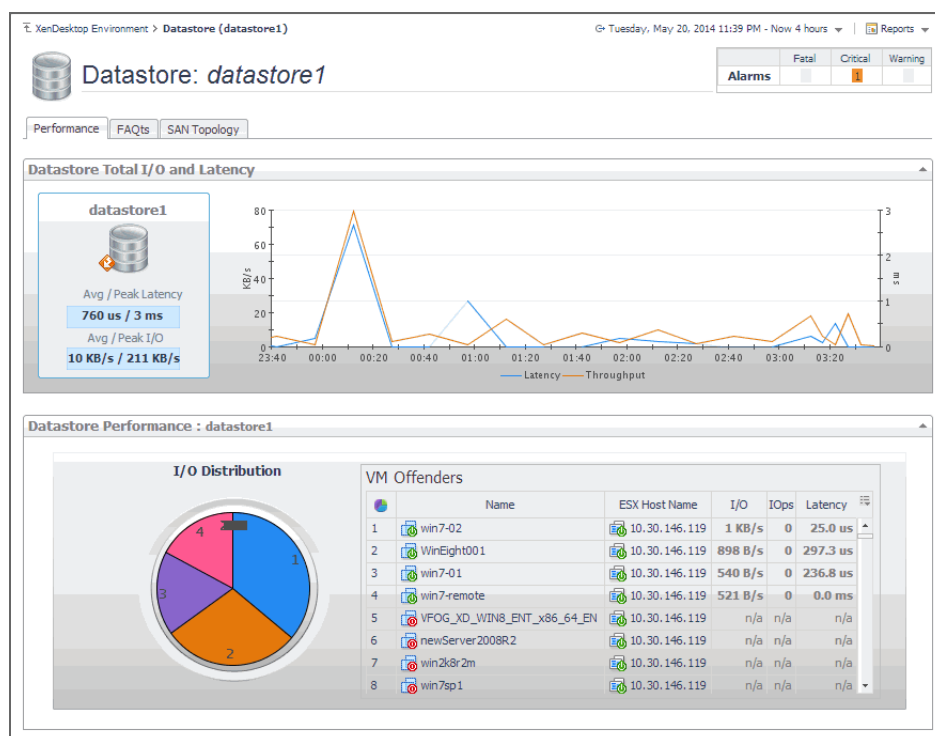 XenDesktop Environment > Datastore (datastore1)
Tuesday, May 20, 2014 11:39 PM - Now 4 hours
Reports
Datastore: datastore1
Fatal Critical Warning
Alarms 1
Performance FAQts SAN Topology
Datastore Total I/O and Latency
datastore1
Avg / Peak Latency
760 us / 3 ms
Avg / Peak I/O
10 KB/s / 211 KB/s
80
60
40
20
0
KB/s
3
2
1
0
ms
23:40 00:00 00:20 00:40 01:00 01:20 01:40 02:00 02:20 02:40 03:00 03:20
Latency Throughput
Datastore Performance : datastore1
I/O Distribution
1
2
3
4
VM Offenders
Name ESX Host Name I/O IOps Latency
1 win7-02 10.30.146.119 1 KB/s 0 25.0 us
2 WinEight001 10.30.146.119 898 B/s 0 297.3 us
3 win7-01 10.30.146.119 540 B/s 0 236.8 us
4 win7-remote 10.30.146.119 521 B/s 0 0.0 ms
5 VFOG_XD_WIN8_ENT_x86_64_EN 10.30.146.119 n/a n/a n/a
6 newServer2008R2 10.30.146.119 n/a n/a n/a
7 win2k8r2m 10.30.146.119 n/a n/a n/a
8 win7sp1 10.30.146.119 n/a n/a n/a